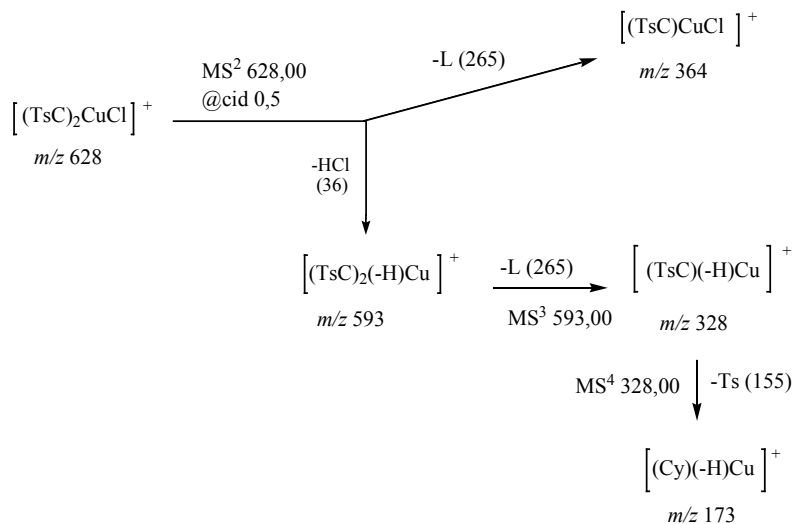 [(TsC)CuCl]⁺
m/z 364
-L (265)
MS² 628,00
@cid 0,5
[(TsC)₂CuCl]⁺
m/z 628
-HCl
(36)
[(TsC)₂(-H)Cu]⁺
m/z 593
-L (265)
MS³ 593,00
[(TsC)(-H)Cu]⁺
m/z 328
MS⁴ 328,00
-Ts (155)
[(Cy)(-H)Cu]⁺
m/z 173